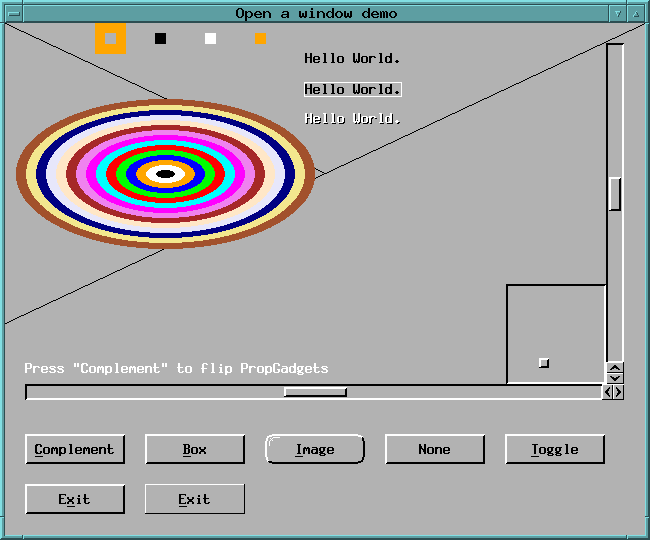 Open a window demo
Hello World.
Hello World.
Hello World.
Press "Complement" to flip PropGadgets
Complement Box Image None Toggle
Exit Exit